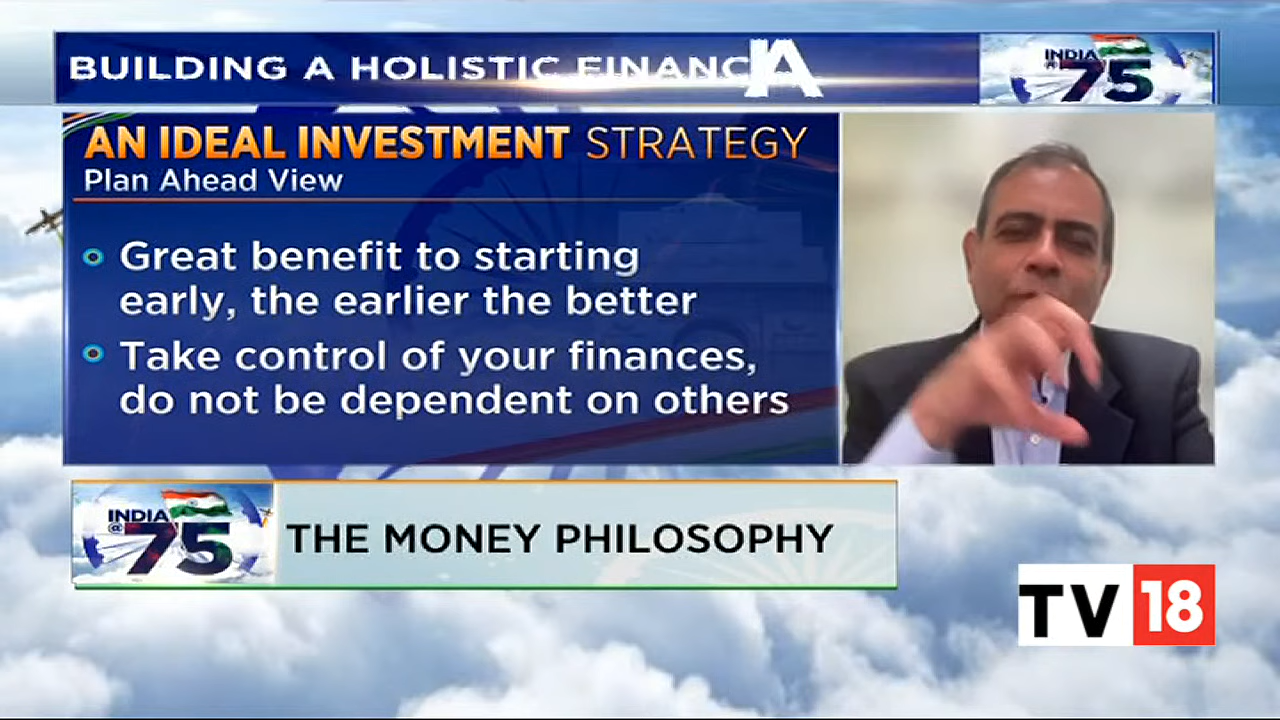 BUILDING A HOLISTIC FINANC
INDIA
@
75
AN IDEAL INVESTMENT STRATEGY
Plan Ahead View
Great benefit to starting
early, the earlier the better
Take control of your finances,
do not be dependent on others
INDIA
@
75
THE MONEY PHILOSOPHY
TV18